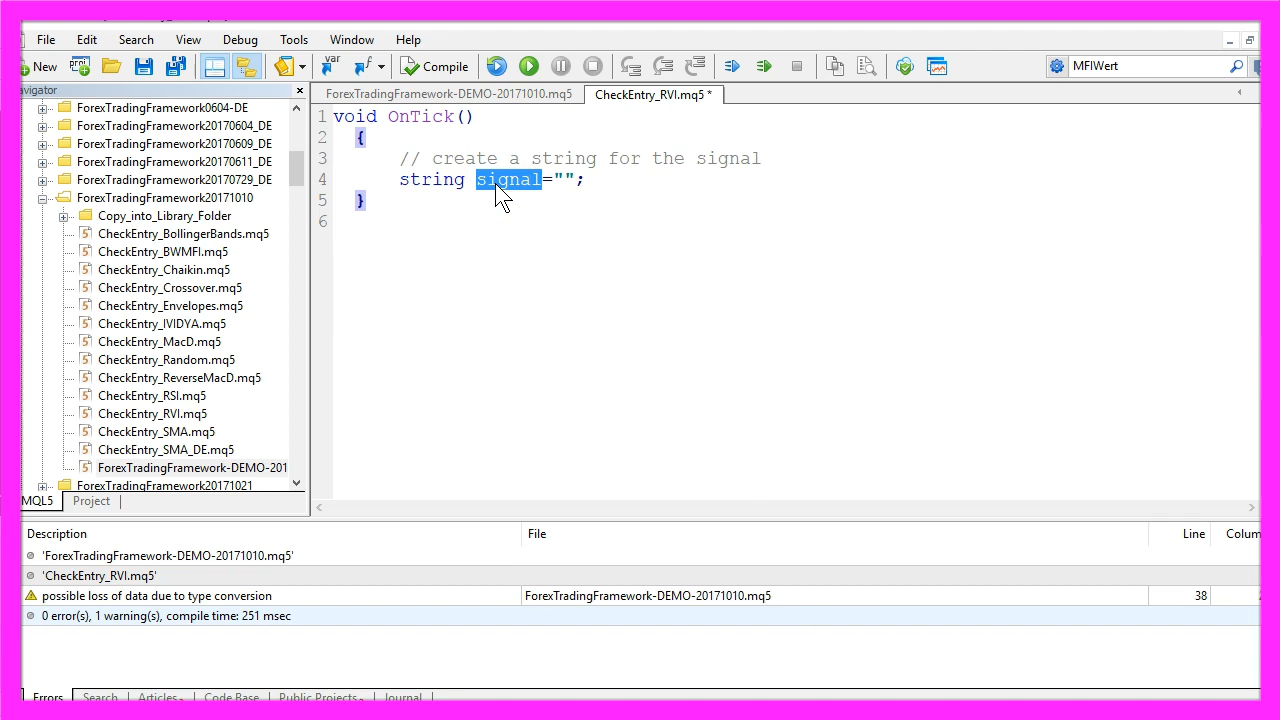 File Edit Search View Debug Tools Window Help
New Compile MFIWert
avigator ForexTradingFramework-DEMO-20171010.mq5 CheckEntry_RVI.mq5 *
ForexTradingFramework0604-DE
ForexTradingFramework20170604_DE
ForexTradingFramework20170609_DE
ForexTradingFramework20170611_DE
ForexTradingFramework20170729_DE
ForexTradingFramework20171010
Copy_into_Library_Folder
CheckEntry_BollingerBands.mq5
CheckEntry_BWMFI.mq5
CheckEntry_Chaikin.mq5
CheckEntry_Crossover.mq5
CheckEntry_Envelopes.mq5
CheckEntry_IVIDYA.mq5
CheckEntry_MacD.mq5
CheckEntry_Random.mq5
CheckEntry_ReverseMacD.mq5
CheckEntry_RSI.mq5
CheckEntry_RVI.mq5
CheckEntry_SMA.mq5
CheckEntry_SMA_DE.mq5
ForexTradingFramework-DEMO-201
ForexTradingFramework20171021
MQL5 Project
1 void OnTick()
2 {
3 // create a string for the signal
4 string signal="";
5 }
6
Description File Line Colum
'ForexTradingFramework-DEMO-20171010.mq5'
'CheckEntry_RVI.mq5'
possible loss of data due to type conversion ForexTradingFramework-DEMO-20171010.mq5 38
0 error(s), 1 warning(s), compile time: 251 msec
Errors Search Articles Code Base Public Projects Journal